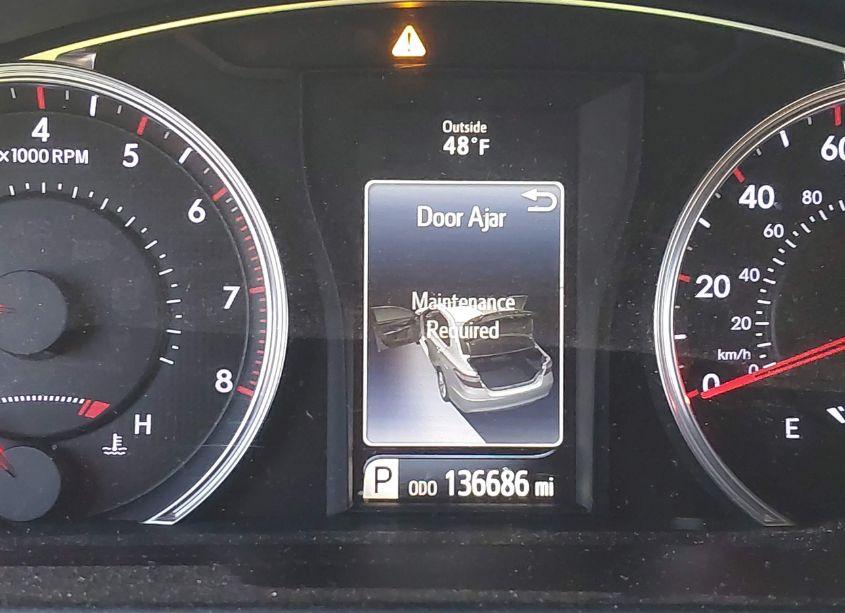 Outside
48°F
Door Ajar
Maintenance
Required
P ODO 136686 mi
4
×1000 RPM
5
6
7
8
H
60
40
20
0
80
60
40
20
km/h
0
E